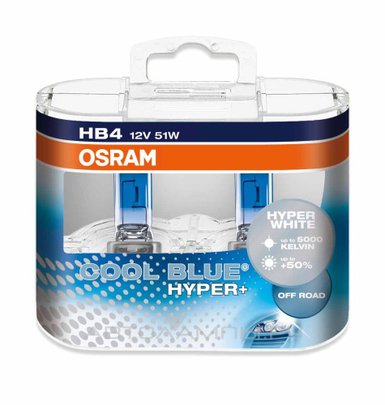 HB4 12V 51W
OSRAM
HYPER
WHITE
up to 5000
KELVIN
up to
+50%
COOL BLUE®
HYPER+
OFF ROAD